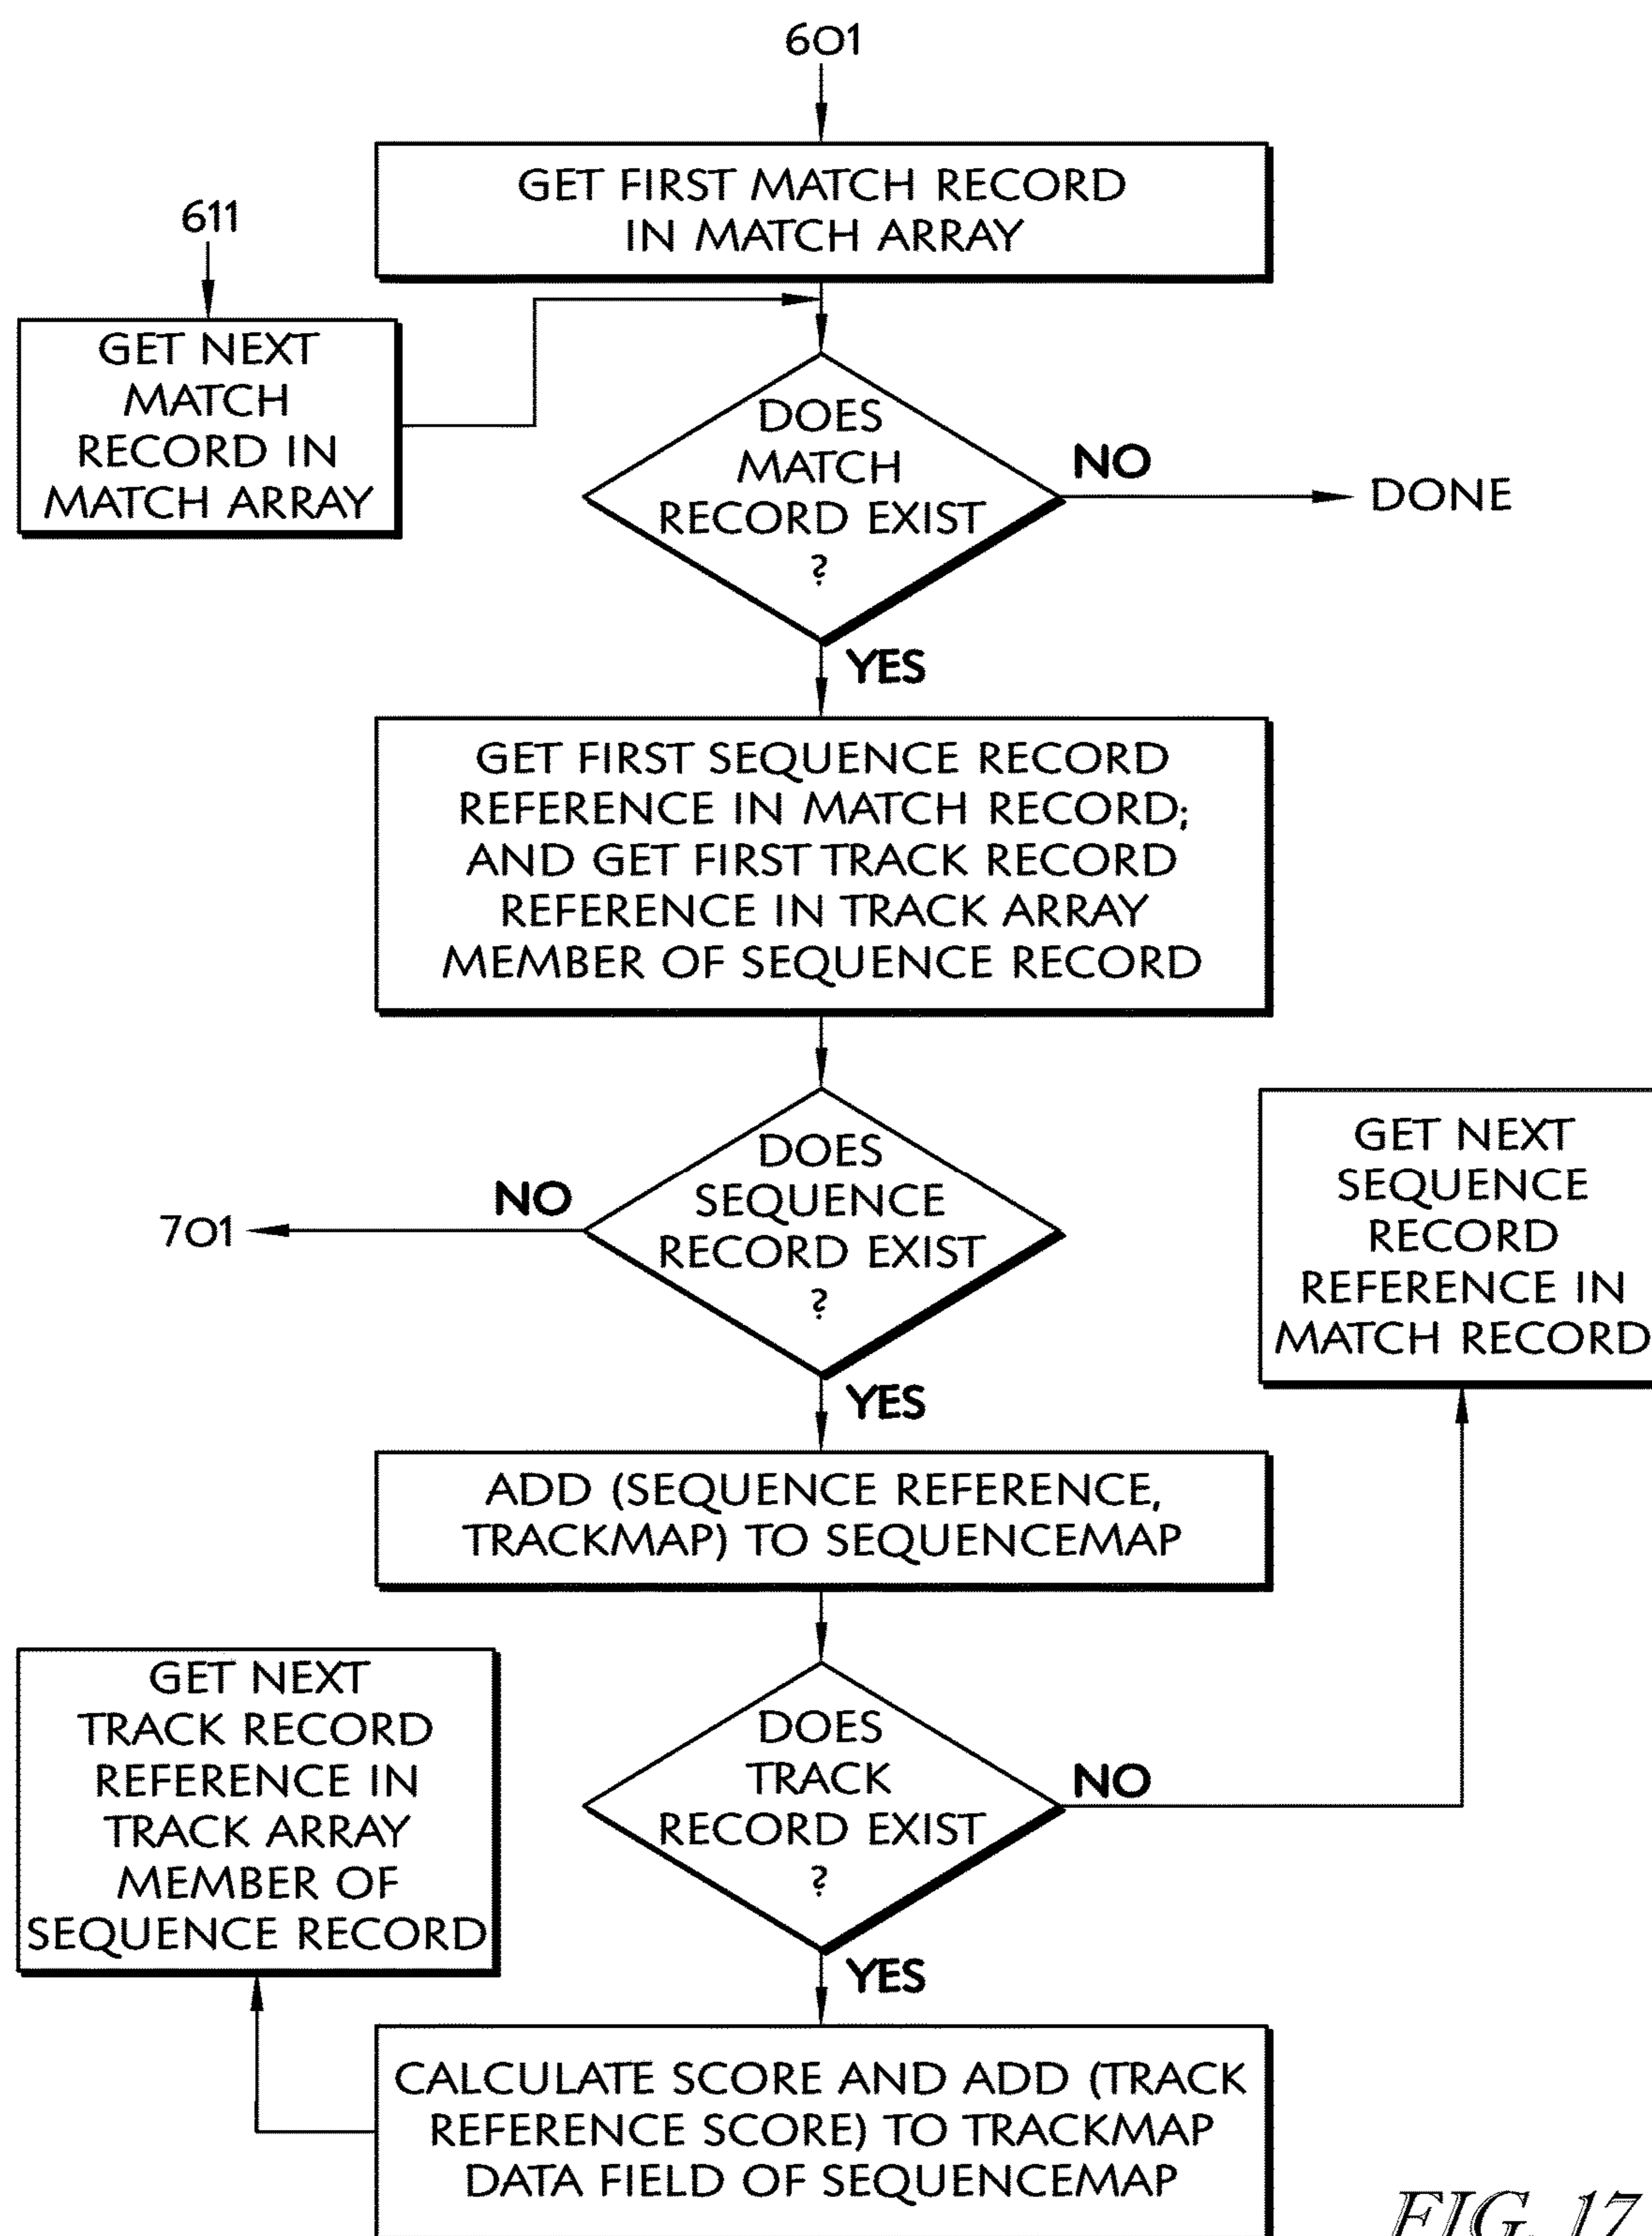 601
GET FIRST MATCH RECORD
IN MATCH ARRAY
611
GET NEXT
MATCH
RECORD IN
MATCH ARRAY
DOES
MATCH
RECORD EXIST
?
NO
DONE
YES
GET FIRST SEQUENCE RECORD
REFERENCE IN MATCH RECORD;
AND GET FIRST TRACK RECORD
REFERENCE IN TRACK ARRAY
MEMBER OF SEQUENCE RECORD
DOES
SEQUENCE
RECORD EXIST
?
NO
701
GET NEXT
SEQUENCE
RECORD
REFERENCE IN
MATCH RECORD
YES
ADD (SEQUENCE REFERENCE,
TRACKMAP) TO SEQUENCEMAP
GET NEXT
TRACK RECORD
REFERENCE IN
TRACK ARRAY
MEMBER OF
SEQUENCE RECORD
DOES
TRACK
RECORD EXIST
?
NO
YES
CALCULATE SCORE AND ADD (TRACK
REFERENCE SCORE) TO TRACKMAP
DATA FIELD OF SEQUENCEMAP
FIG. 17